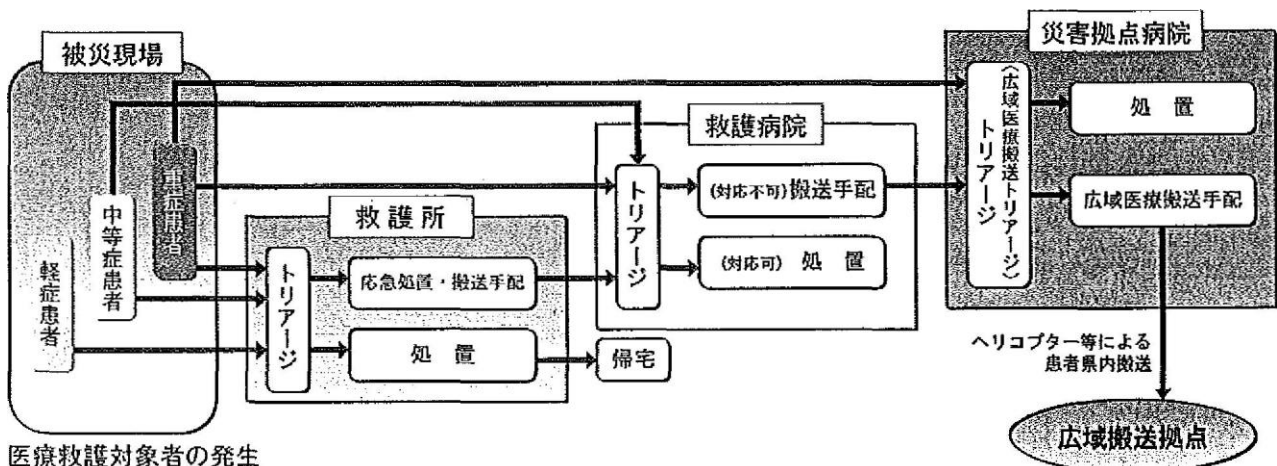 被災現場
重症患者
中等症患者
軽症患者
医療救護対象者の発生
救護所
トリアージ
応急処置・搬送手配
処置
帰宅
救護病院
トリアージ
(対応不可)搬送手配
(対応可) 処置
災害拠点病院
トリアージ
〈広域医療搬送トリアージ〉
処置
広域医療搬送手配
ヘリコプター等による
患者県内搬送
広域搬送拠点